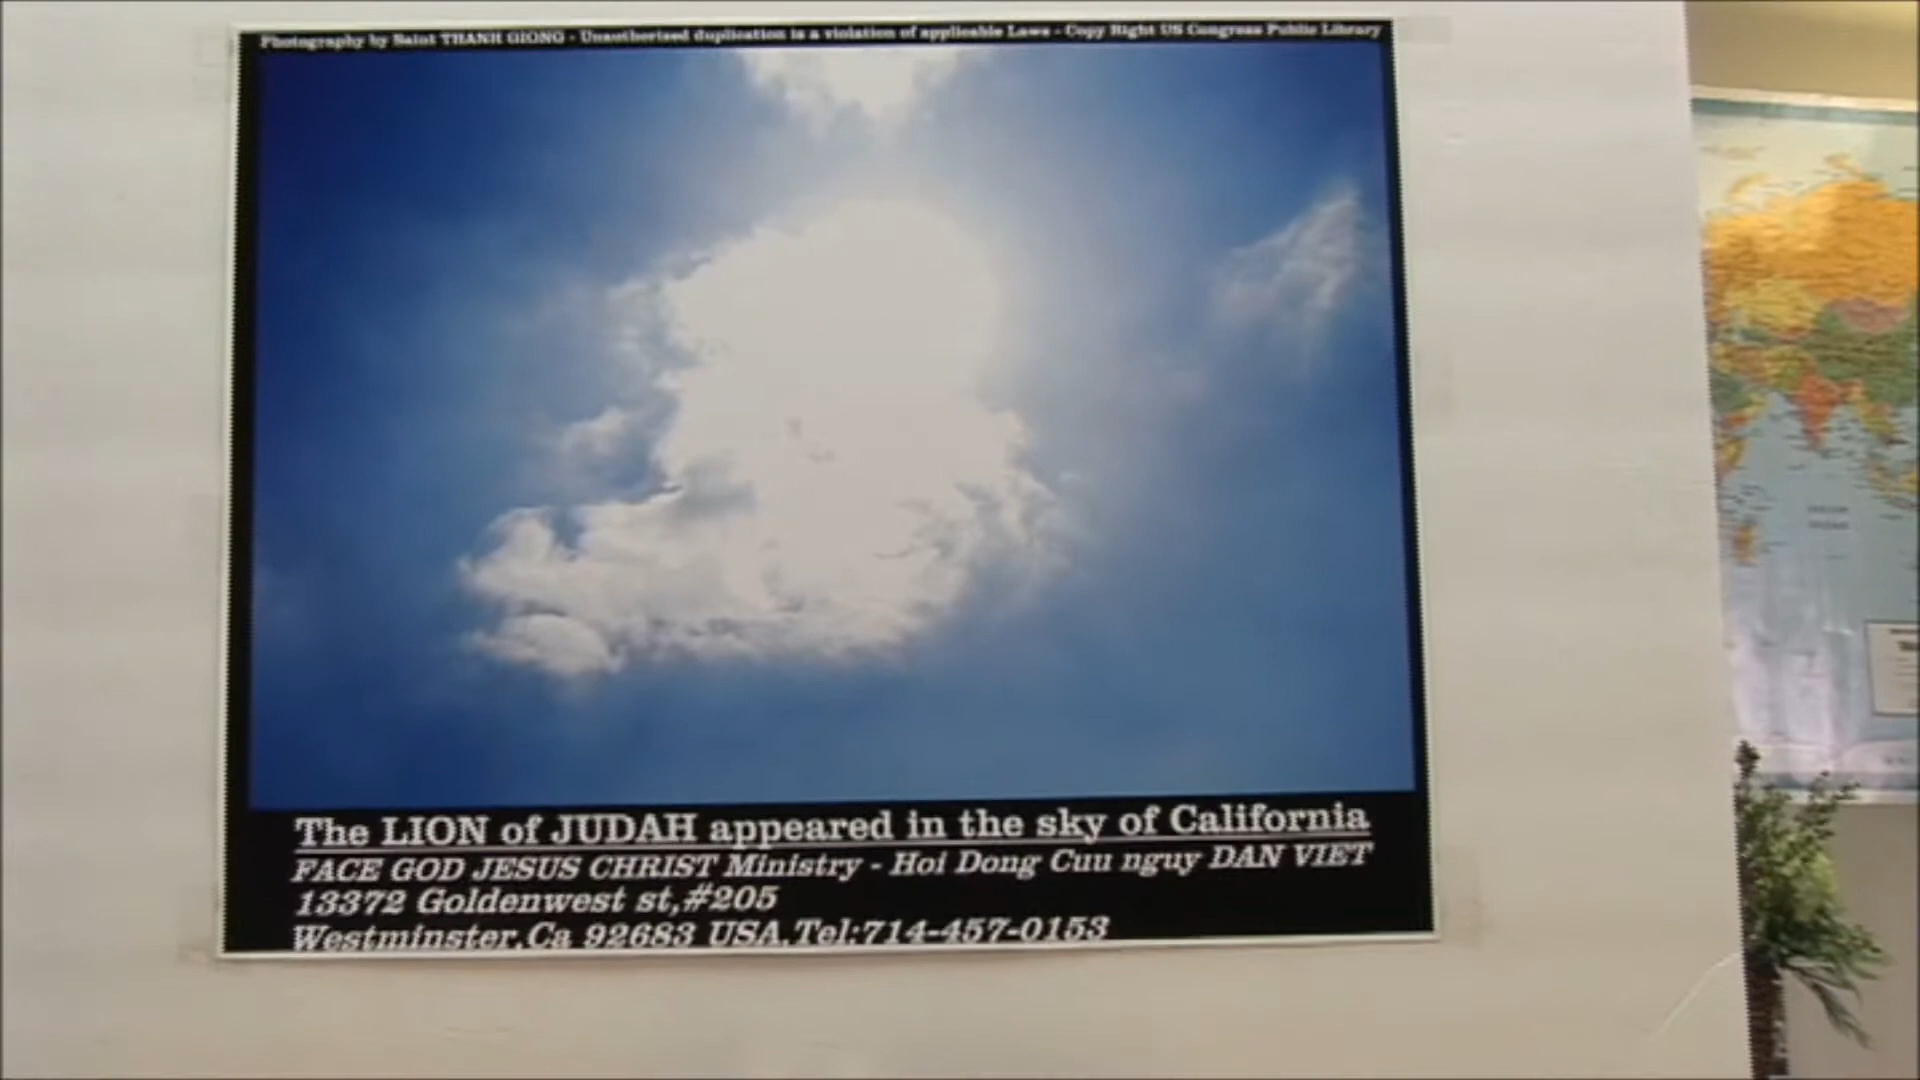 Photography by Saint THANH GIONG - Unauthorised duplication is a violation of applicable Laws - Copy Right US Congress Public Library
The LION of JUDAH appeared in the sky of California
FACE GOD JESUS CHRIST Ministry - Hoi Dong Cuu nguy DAN VIET
13372 Goldenwest st,#205
Westminster,Ca 92683 USA,Tel:714-457-0153